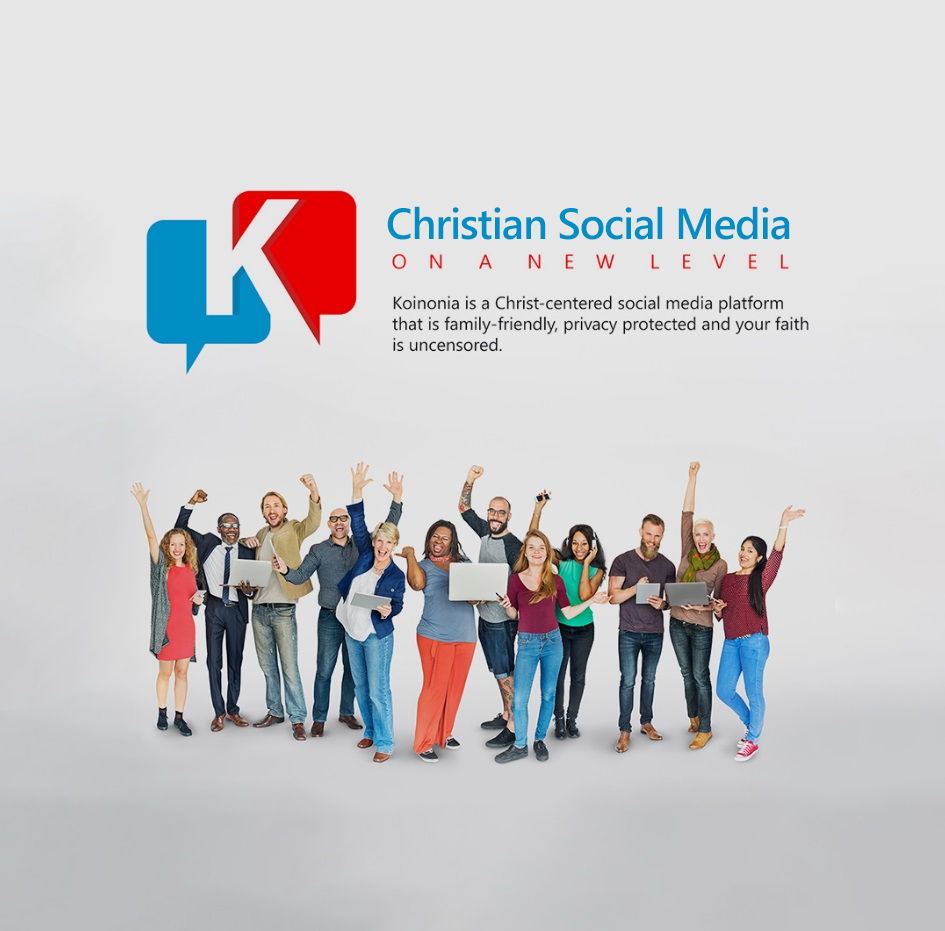 K
Christian Social Media
ON A NEW LEVEL
Koinonia is a Christ-centered social media platform
that is family-friendly, privacy protected and your faith
is uncensored.